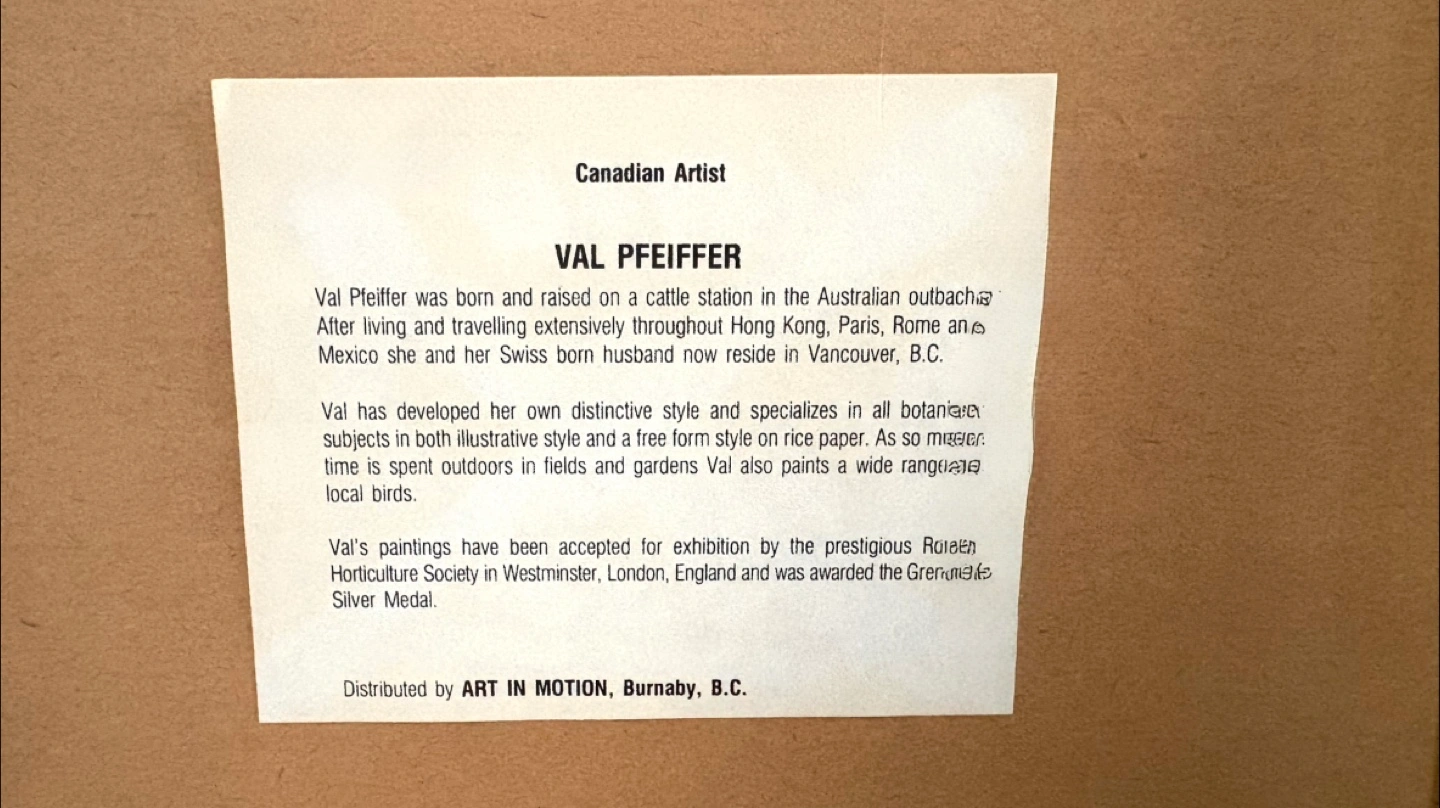 Canadian Artist
VAL PFEIFFER
Val Pfeiffer was born and raised on a cattle station in the Australian
After living and travelling extensively throughout Hong Kong, Paris, Rome
Mexico she and her Swiss born husband now reside in Vancouver, B.C.
Val has developed her own distinctive style and specializes in all
subjects in both illustrative style and a free form style on rice paper. As so
time is spent outdoors in fields and gardens Val also paints a wide
local birds.
Val's paintings have been accepted for exhibition by the prestigious
Horticulture Society in Westminster, London, England and was awarded the
Silver Medal.
Distributed by ART IN MOTION, Burnaby, B.C.